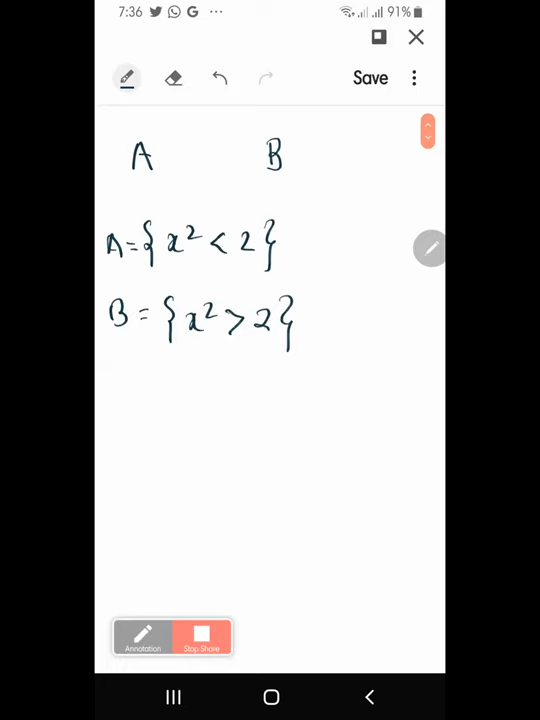 7:36 G ... 91%
Save
A B
A = { x² < 2 }
B = { x² > 2 }
Annotation Stop Share